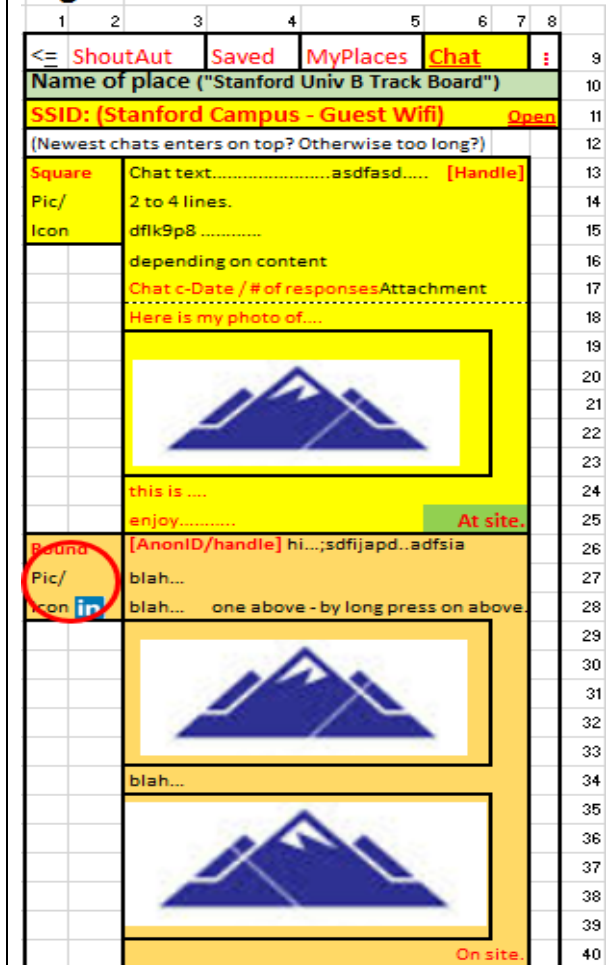 1 2 3 4 5 6 7 8
<= ShoutAut Saved MyPlaces Chat ⋮ 9
Name of place ("Stanford Univ B Track Board") 10
SSID: (Stanford Campus - Guest Wifi) Open 11
(Newest chats enters on top? Otherwise too long?) 12
Square Chat text.......................asdfasd..... [Handle] 13
Pic/ 2 to 4 lines. 14
Icon dflk9p8 ............ 15
depending on content 16
Chat c-Date / # of responsesAttachment 17
Here is my photo of.... 18
19
20
21
22
23
this is .... 24
enjoy........... At site. 25
Round [AnonID/handle] hi...;sdfijapd..adfsia 26
Pic/ blah... 27
Icon in blah... one above - by long press on above. 28
29
30
31
32
33
blah... 34
35
36
37
38
39
On site. 40